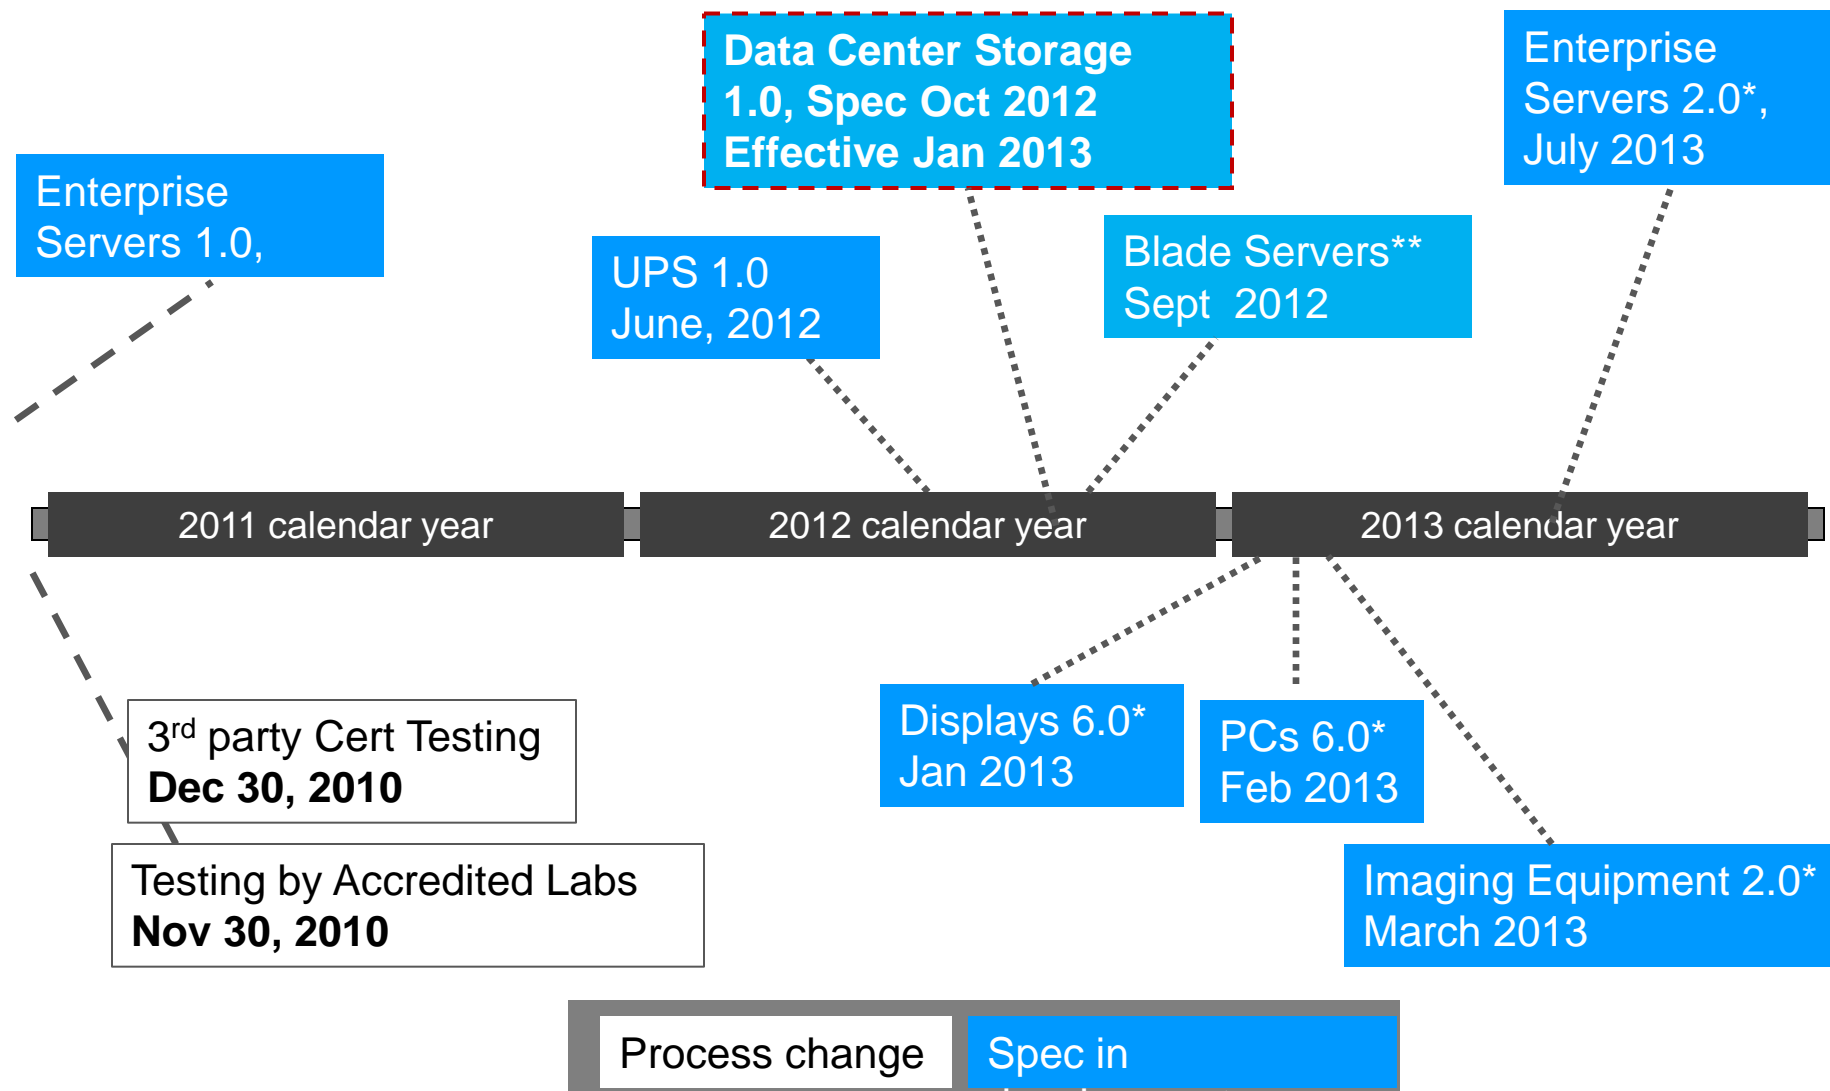 Data Center Storage
1.0, Spec Oct 2012
Effective Jan 2013
Enterprise
Servers 2.0*,
July 2013
Enterprise
Servers 1.0,
UPS 1.0
June, 2012
Blade Servers**
Sept 2012
2011 calendar year
2012 calendar year
2013 calendar year
3rd party Cert Testing
Dec 30, 2010
Displays 6.0*
Jan 2013
PCs 6.0*
Feb 2013
Testing by Accredited Labs
Nov 30, 2010
Imaging Equipment 2.0*
March 2013
Process change
Spec in